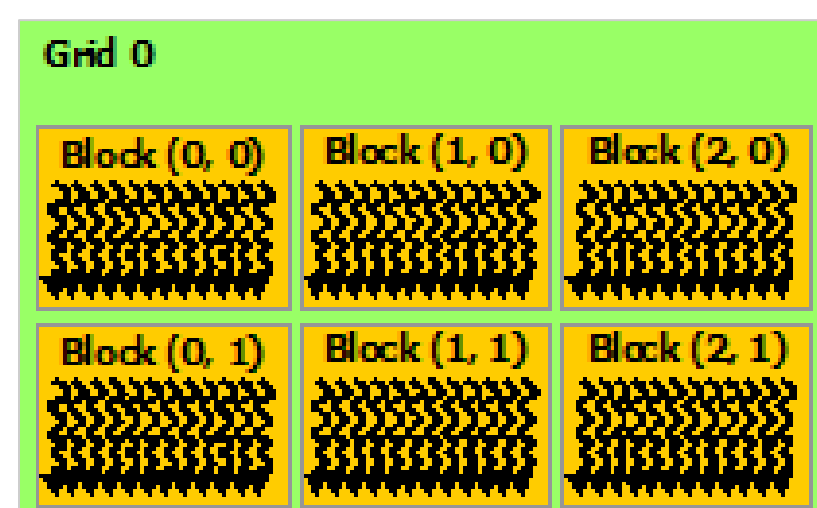 Grid 0
Block (0, 0) Block (1, 0) Block (2, 0)
Block (0, 1) Block (1, 1) Block (2, 1)